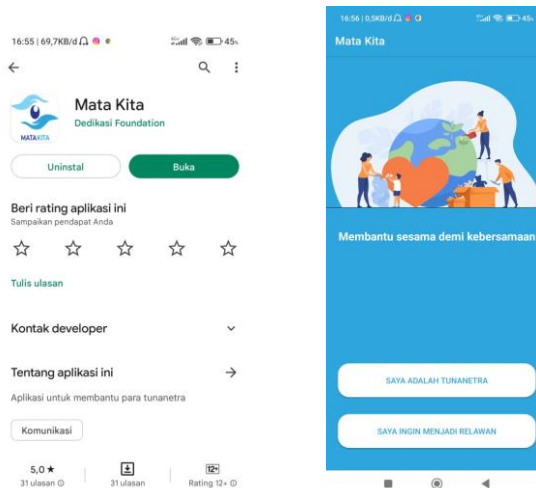 16:55 | 69,7KB/d
45%
Mata Kita
Dedikasi Foundation
MATAKITA
Uninstal
Buka
Beri rating aplikasi ini
Sampaikan pendapat Anda
Tulis ulasan
Kontak developer
Tentang aplikasi ini
Aplikasi untuk membantu para tunanetra
Komunikasi
5,0 ★
31 ulasan
31 ulasan
12+
Rating 12+
16:56 | 0,5KB/d
45%
Mata Kita
Membantu sesama demi kebersamaan
SAYA ADALAH TUNANETRA
SAYA INGIN MENJADI RELAWAN